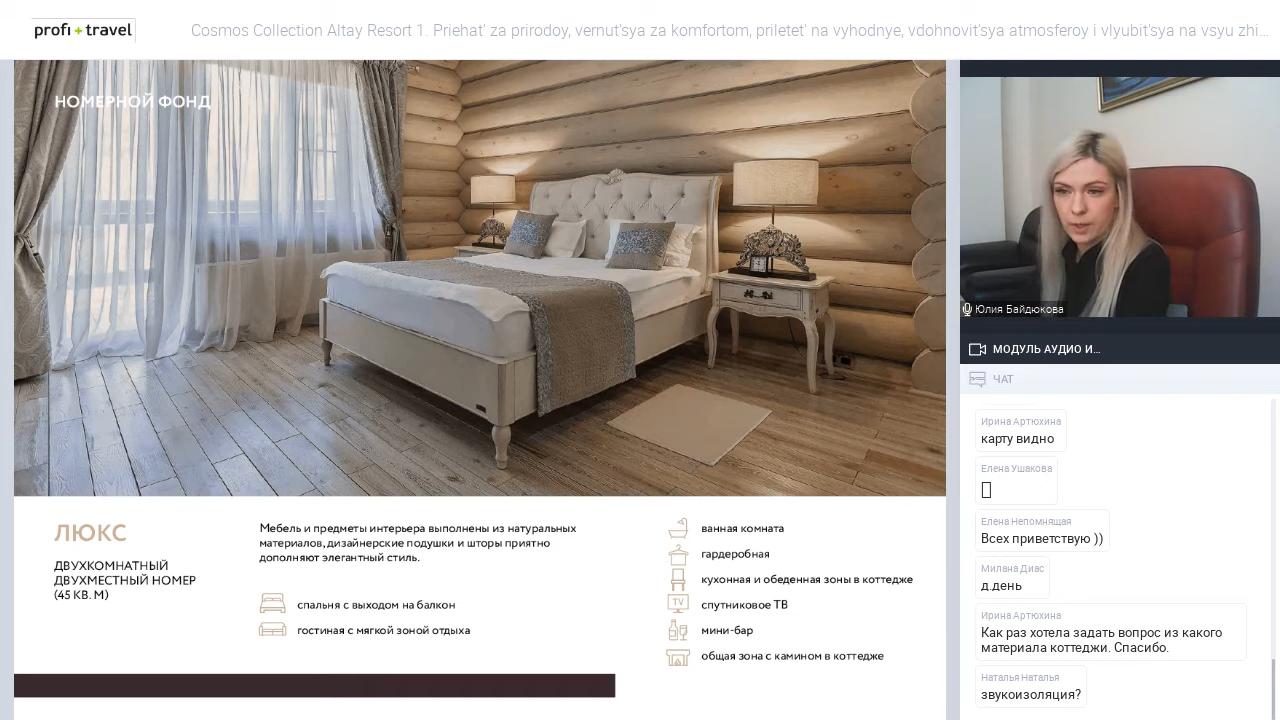 profi travel
Cosmos Collection Altay Resort 1. Priehat' za prirodoy, vernut'sya za komfortom, priletet' na vyhodnye, vdohnovit'sya atmosferoy i vlyubit'sya na vsyu zhi...
НОМЕРНОЙ ФОНД
ЛЮКС
ДВУХКОМНАТНЫЙ
ДВУХМЕСТНЫЙ НОМЕР
(45 КВ. М)
Мебель и предметы интерьера выполнены из натуральных
материалов, дизайнерские подушки и шторы приятно
дополняют элегантный стиль.
спальня с выходом на балкон
гостиная с мягкой зоной отдыха
ванная комната
гардеробная
кухонная и обеденная зоны в коттедже
TV
спутниковое ТВ
мини-бар
общая зона с камином в коттедже
Юлия Байдюкова
МОДУЛЬ АУДИО И...
ЧАТ
Ирина Артюхина
карту видно
Елена Ушакова
Елена Непомнящая
Всех приветствую ))
Милана Диас
д.день
Ирина Артюхина
Как раз хотела задать вопрос из какого
материала коттеджи. Спасибо.
Наталья Наталья
звукоизоляция?